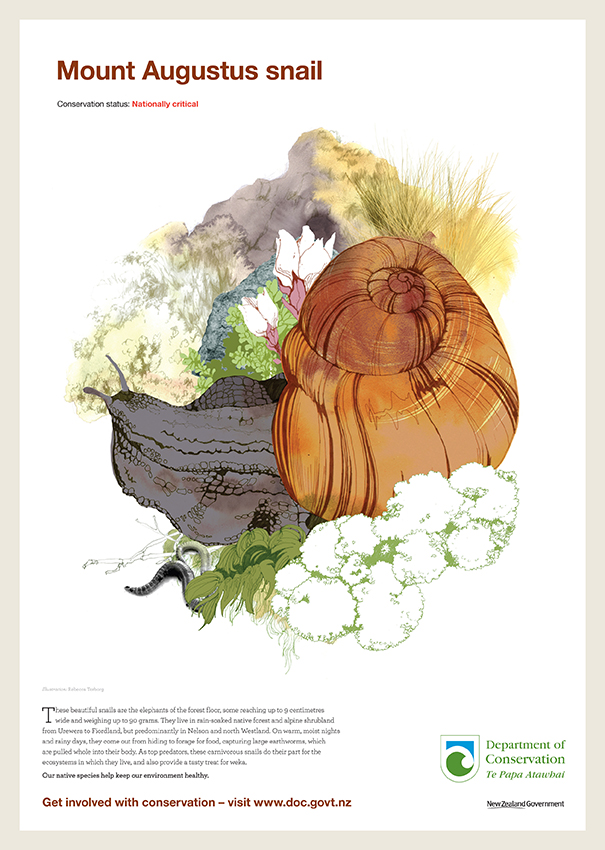 Mount Augustus snail
Conservation status: Nationally critical
Illustration: Rebecca
These beautiful snails are the elephants of the forest floor, some reaching up to 9 centimetres
wide and weighing up to 90 grams. They live in rain-soaked native forest and alpine shrubland
from Urewera to Fiordland, but predominantly in Nelson and north Westland. On warm, moist nights
and rainy days, they come out from hiding to forage for food, capturing large earthworms, which
are pulled whole into their body. As top predators, these carnivorous snails do their part for the
ecosystems in which they live, and also provide a tasty treat for weka.
Our native species help keep our environment healthy.
Get involved with conservation – visit www.doc.govt.nz
Department of
Conservation
Te Papa Atawhai
New Zealand Government